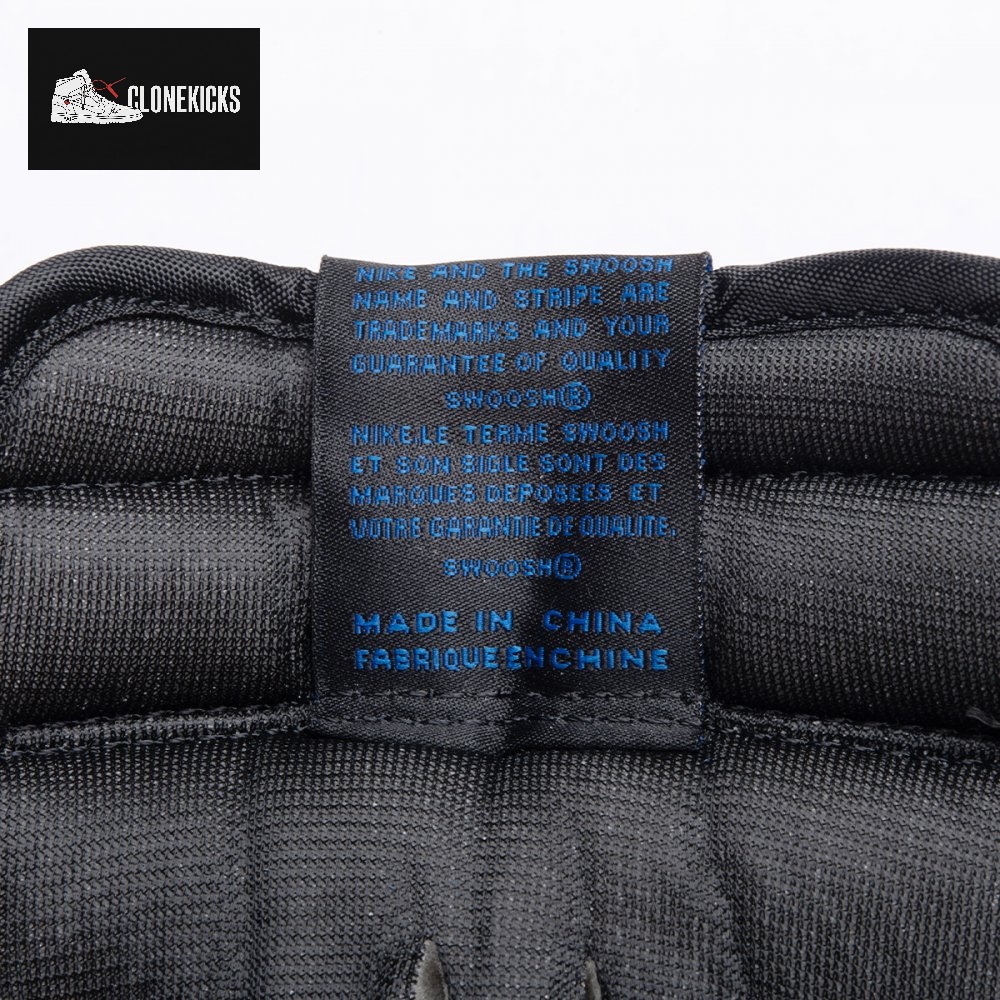 CLONEKICKS
NIKE AND THE SWOOSH
NAME AND STRIPE ARE
TRADEMARKS AND YOUR
GUARANTEE OF QUALITY
SWOOSH®
NIKE.LE TERME SWOOSH
ET SON SIGLE SONT DES
MARQUES DEPOSEES ET
VOTRE GARANTIE DE QUALITE.
SWOOSH®
MADE IN CHINA
FABRIQUE EN CHINE